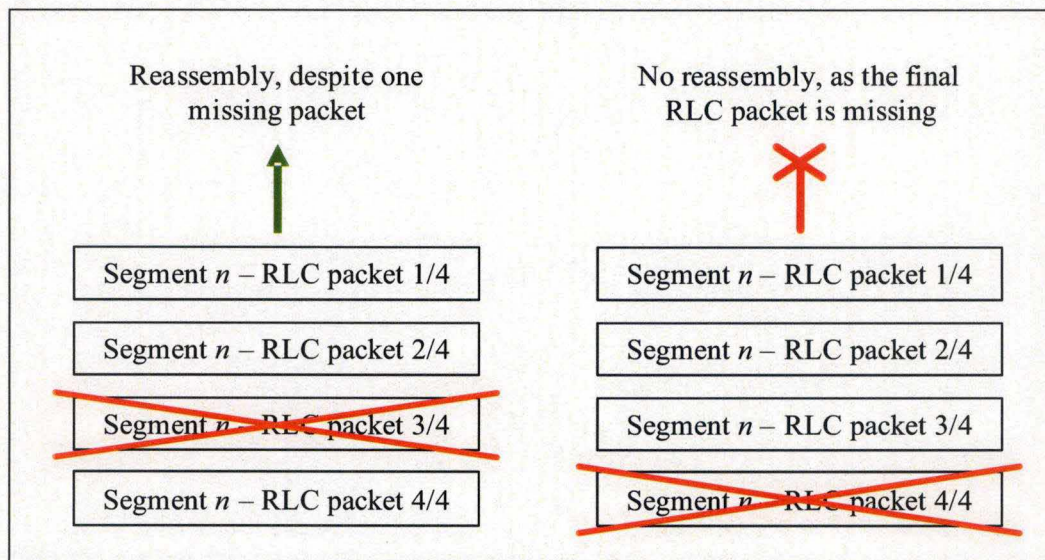 Reassembly, despite one
missing packet
Segment n – RLC packet 1/4
Segment n – RLC packet 2/4
Segment n – RLC packet 3/4
Segment n – RLC packet 4/4
No reassembly, as the final
RLC packet is missing
Segment n – RLC packet 1/4
Segment n – RLC packet 2/4
Segment n – RLC packet 3/4
Segment n – RLC packet 4/4